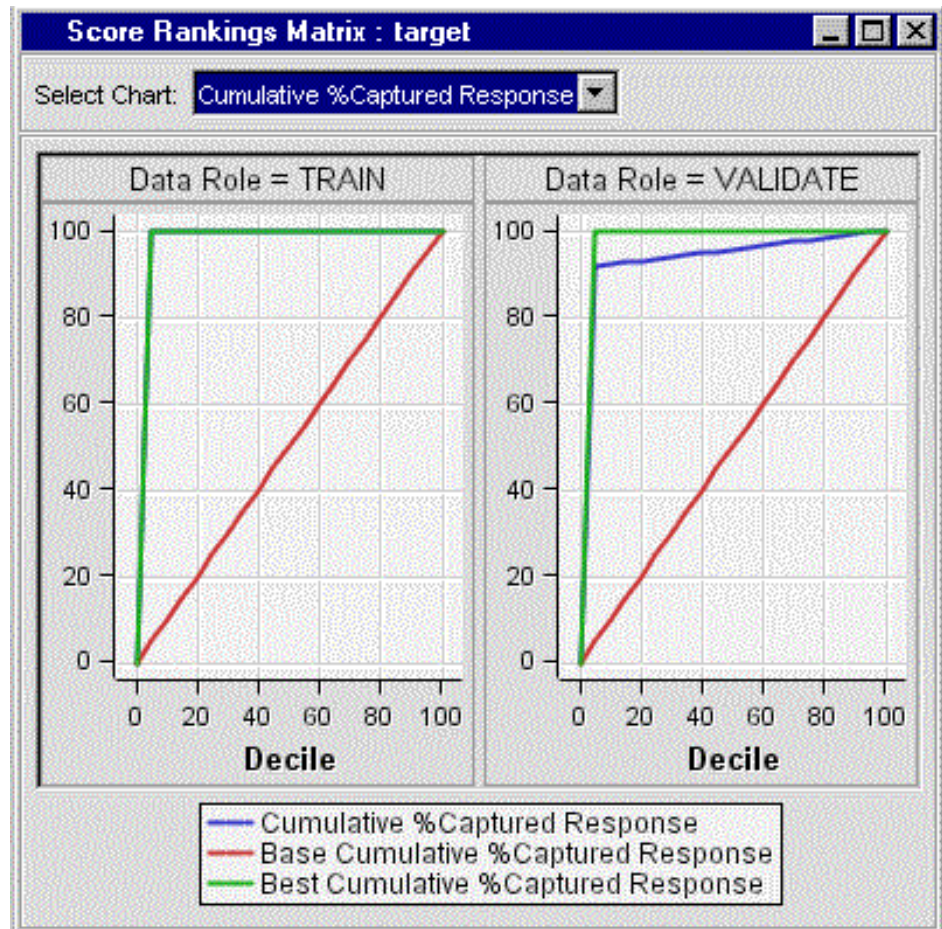 Score Rankings Matrix : target
Select Chart: Cumulative %Captured Response
Data Role = TRAIN
100
80
60
40
20
0
0 20 40 60 80 100
Decile
Data Role = VALIDATE
100
80
60
40
20
0
0 20 40 60 80 100
Decile
Cumulative %Captured Response
Base Cumulative %Captured Response
Best Cumulative %Captured Response